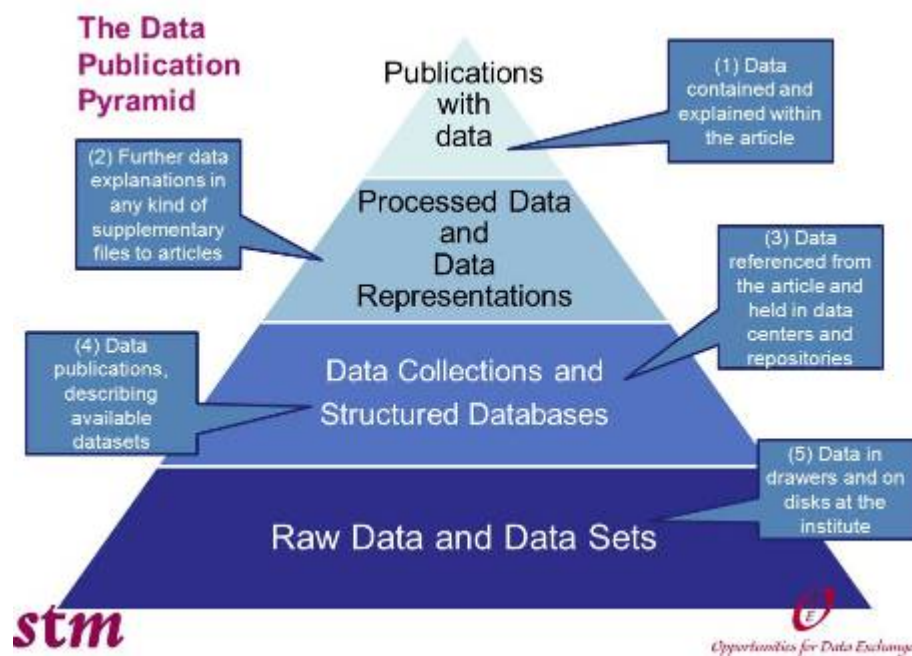 The Data
Publication
Pyramid
Publications
with
data
(1) Data
contained and
explained within
the article
(2) Further data
explanations in
any kind of
supplementary
files to articles
Processed Data
and
Data
Representations
(3) Data
referenced from
the article and
held in data
centers and
repositories
(4) Data
publications,
describing
available
datasets
Data Collections and
Structured Databases
(5) Data in
drawers and on
disks at the
institute
Raw Data and Data Sets
stm
E
Opportunities for Data Exchange